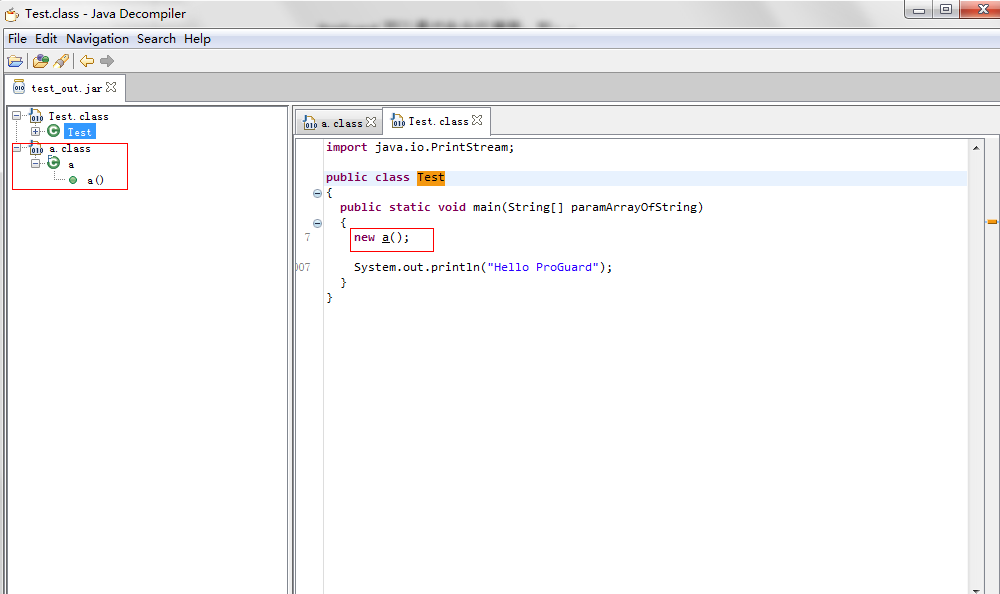 Test.class - Java Decompiler
File Edit Navigation Search Help
test_out.jar
Test.class
Test
a.class
a
a()
a.class
Test.class
import java.io.PrintStream;
public class Test
{
public static void main(String[] paramArrayOfString)
{
7 new a();
007 System.out.println("Hello ProGuard");
}
}